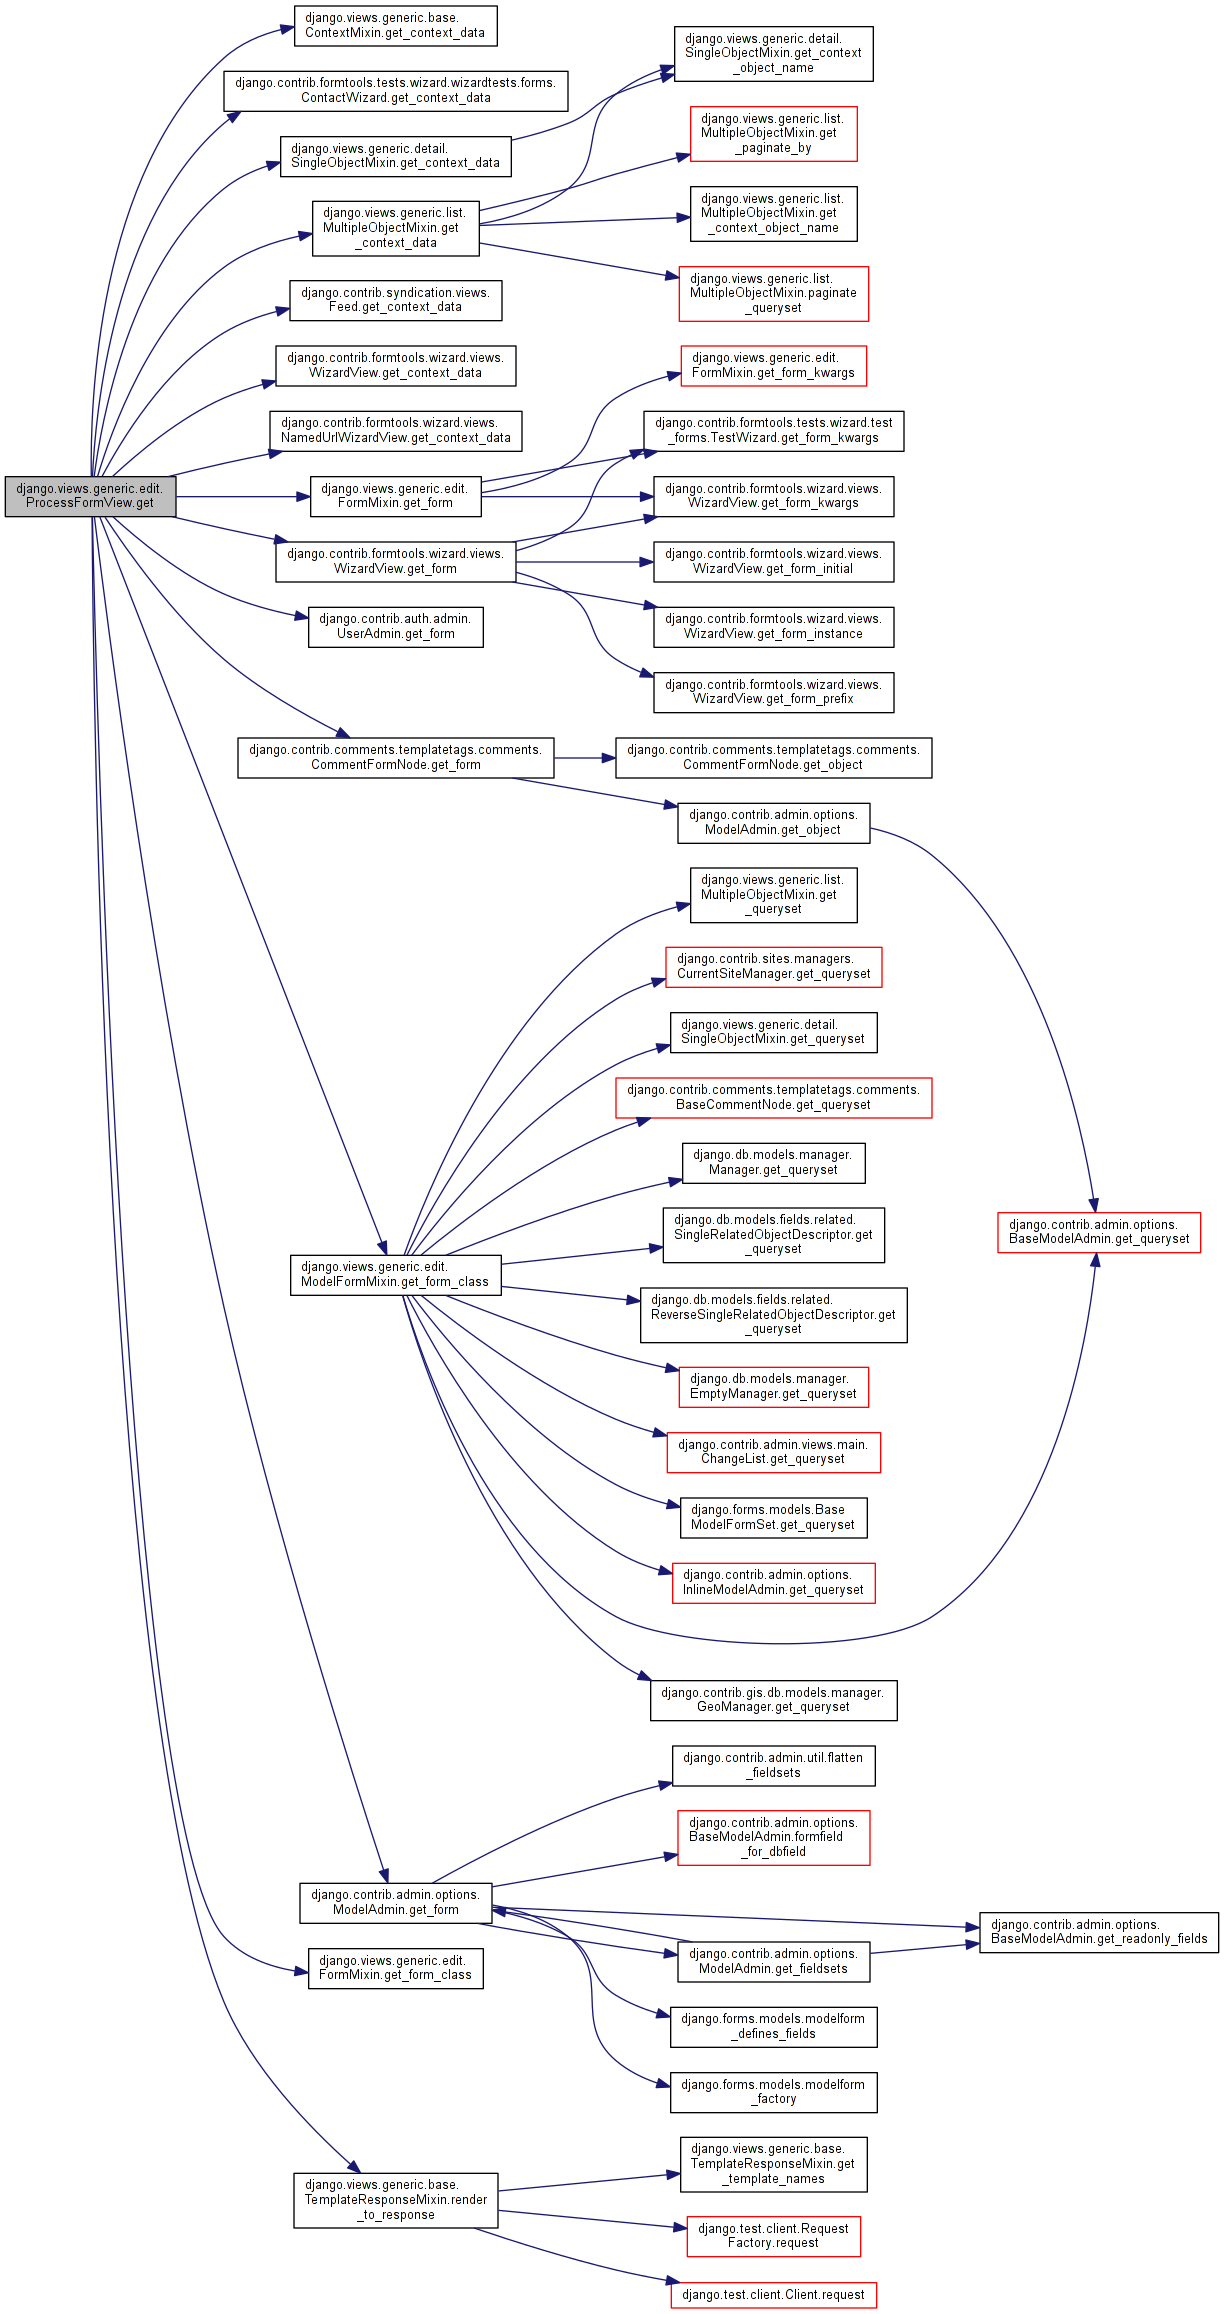 django.views.generic.edit.
ProcessFormView.get
django.views.generic.base.
ContextMixin.get_context_data
django.contrib.formtools.tests.wizard.wizardtests.forms.
ContactWizard.get_context_data
django.views.generic.detail.
SingleObjectMixin.get_context_data
django.views.generic.list.
MultipleObjectMixin.get
_context_data
django.contrib.syndication.views.
Feed.get_context_data
django.contrib.formtools.wizard.views.
WizardView.get_context_data
django.contrib.formtools.wizard.views.
NamedUrlWizardView.get_context_data
django.views.generic.edit.
FormMixin.get_form
django.contrib.formtools.wizard.views.
WizardView.get_form
django.contrib.auth.admin.
UserAdmin.get_form
django.contrib.comments.templatetags.comments.
CommentFormNode.get_form
django.views.generic.edit.
ModelFormMixin.get_form_class
django.contrib.admin.options.
ModelAdmin.get_form
django.views.generic.edit.
FormMixin.get_form_class
django.views.generic.base.
TemplateResponseMixin.render
_to_response
django.views.generic.detail.
SingleObjectMixin.get_context
_object_name
django.views.generic.list.
MultipleObjectMixin.get
_paginate_by
django.views.generic.list.
MultipleObjectMixin.get
_context_object_name
django.views.generic.list.
MultipleObjectMixin.paginate
_queryset
django.views.generic.edit.
FormMixin.get_form_kwargs
django.contrib.formtools.tests.wizard.test
_forms.TestWizard.get_form_kwargs
django.contrib.formtools.wizard.views.
WizardView.get_form_kwargs
django.contrib.formtools.wizard.views.
WizardView.get_form_initial
django.contrib.formtools.wizard.views.
WizardView.get_form_instance
django.contrib.formtools.wizard.views.
WizardView.get_form_prefix
django.contrib.comments.templatetags.comments.
CommentFormNode.get_object
django.contrib.admin.options.
ModelAdmin.get_object
django.views.generic.list.
MultipleObjectMixin.get
_queryset
django.contrib.sites.managers.
CurrentSiteManager.get_queryset
django.views.generic.detail.
SingleObjectMixin.get_queryset
django.contrib.comments.templatetags.comments.
BaseCommentNode.get_queryset
django.db.models.manager.
Manager.get_queryset
django.db.models.fields.related.
SingleRelatedObjectDescriptor.get
_queryset
django.db.models.fields.related.
ReverseSingleRelatedObjectDescriptor.get
_queryset
django.db.models.manager.
EmptyManager.get_queryset
django.contrib.admin.views.main.
ChangeList.get_queryset
django.forms.models.Base
ModelFormSet.get_queryset
django.contrib.admin.options.
InlineModelAdmin.get_queryset
django.contrib.gis.db.models.manager.
GeoManager.get_queryset
django.contrib.admin.util.flatten
_fieldsets
django.contrib.admin.options.
BaseModelAdmin.formfield
_for_dbfield
django.contrib.admin.options.
ModelAdmin.get_fieldsets
django.forms.models.modelform
_defines_fields
django.forms.models.modelform
_factory
django.views.generic.base.
TemplateResponseMixin.get
_template_names
django.test.client.Request
Factory.request
django.test.client.Client.request
django.contrib.admin.options.
BaseModelAdmin.get_queryset
django.contrib.admin.options.
BaseModelAdmin.get_readonly_fields